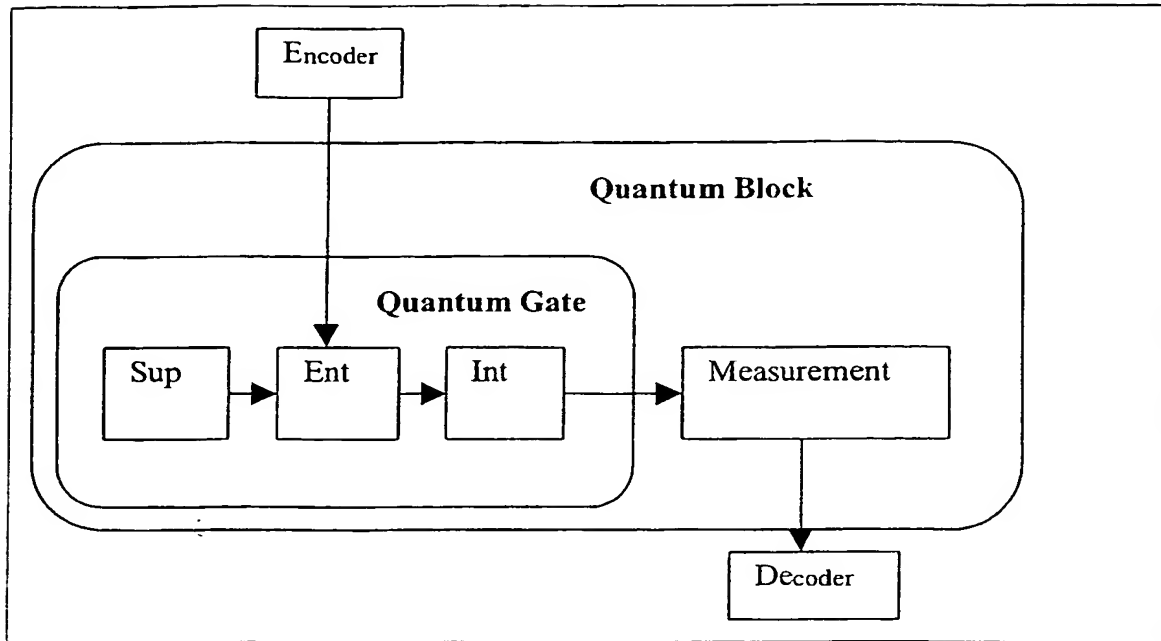 Encoder
Quantum Block
Quantum Gate
Sup
Ent
Int
Measurement
Decoder